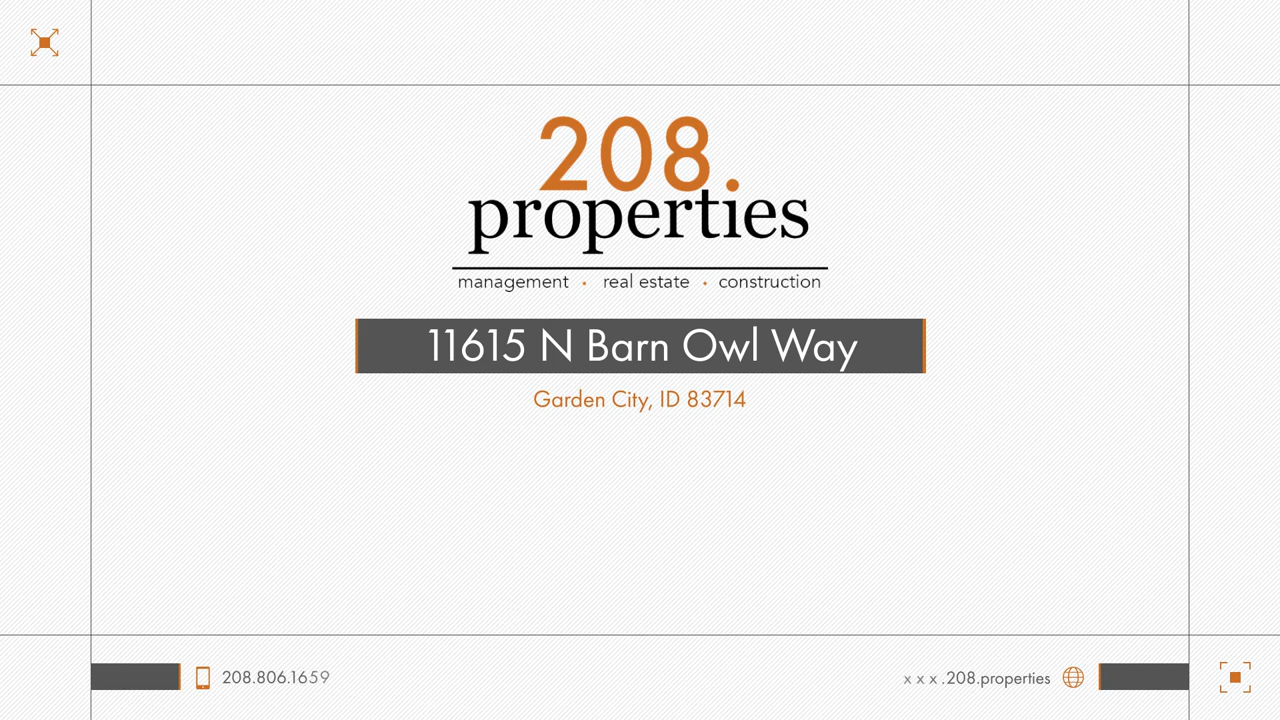 208.
properties
management • real estate • construction
11615 N Barn Owl Way
Garden City, ID 83714
208.806.1659
x x x .208.properties